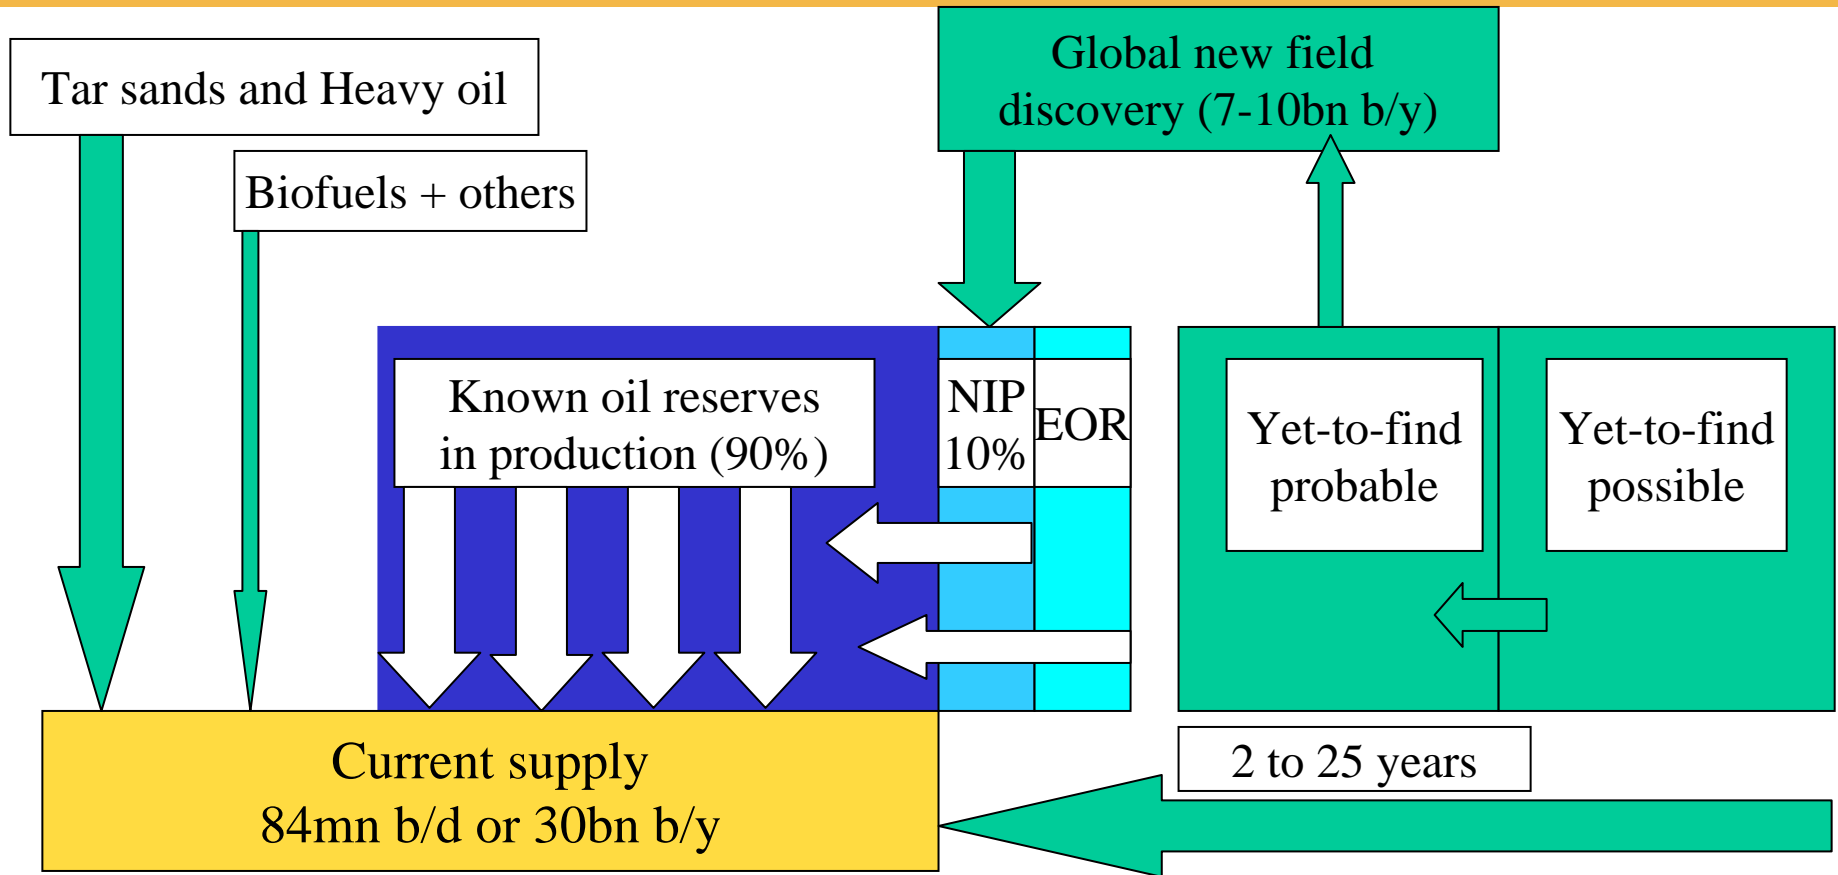 Tar sands and Heavy oil
Biofuels + others
Global new field
discovery (7-10bn b/y)
Known oil reserves
in production (90%)
NIP
10%
EOR
Yet-to-find
probable
Yet-to-find
possible
Current supply
84mn b/d or 30bn b/y
2 to 25 years